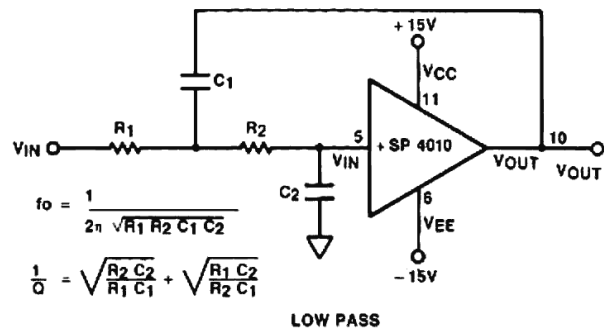 +15V
VCC
C1
11
R1
R2
5
10
VIN
VIN
+ SP 4010
VOUT
VOUT
C2
6
VEE
fo = 1 / 2π √R1 R2 C1 C2
-15V
1/Q = √R2 C2 / R1 C1 + √R1 C2 / R2 C1
LOW PASS